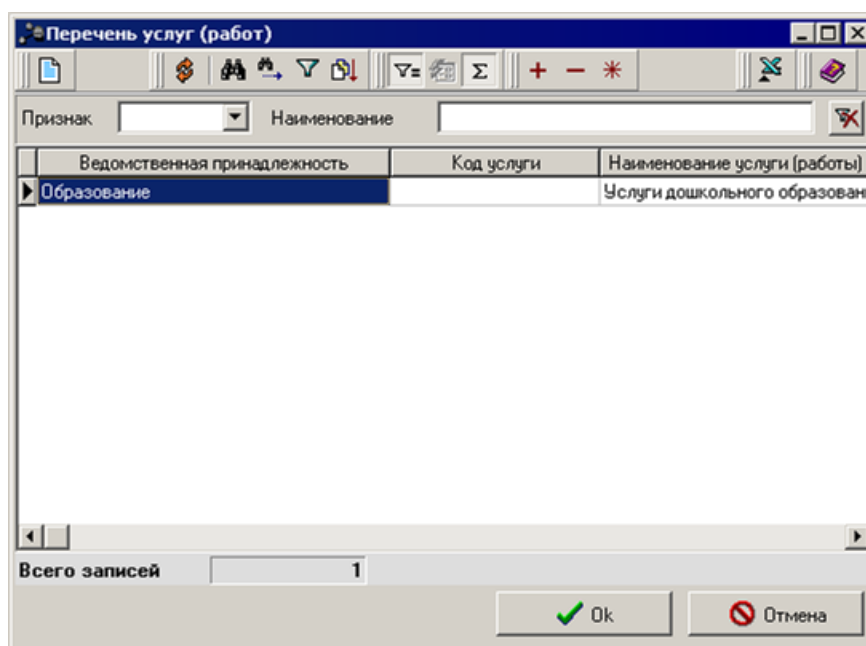 Перечень услуг (работ)
Σ
Признак Наименование
Ведомственная принадлежность Код услуги Наименование услуги (работы)
Образование Услуги дошкольного образован
Всего записей 1
Ok Отмена